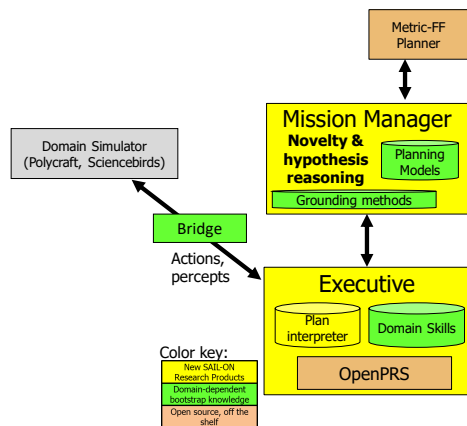 Metric-FF
Planner
Mission Manager
Novelty &
hypothesis
reasoning
Planning
Models
Grounding methods
Domain Simulator
(Polycraft, Sciencebirds)
Bridge
Actions,
percepts
Executive
Plan
interpreter
Domain Skills
OpenPRS
Color key:
New SAIL-ON
Research Products
Domain-dependent
bootstrap knowledge
Open source, off the
shelf